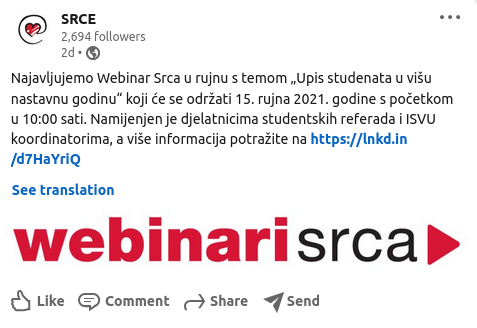 SRCE
2,694 followers
2d •
Najavljujemo Webinar Srca u rujnu s temom „Upis studenata u višu
nastavnu godinu“ koji će se održati 15. rujna 2021. godine s početkom
u 10:00 sati. Namijenjen je djelatnicima studentskih referada i ISVU
koordinatorima, a više informacija potražite na https://lnkd.in
/d7HaYriQ
See translation
webinari srca
Like Comment Share Send